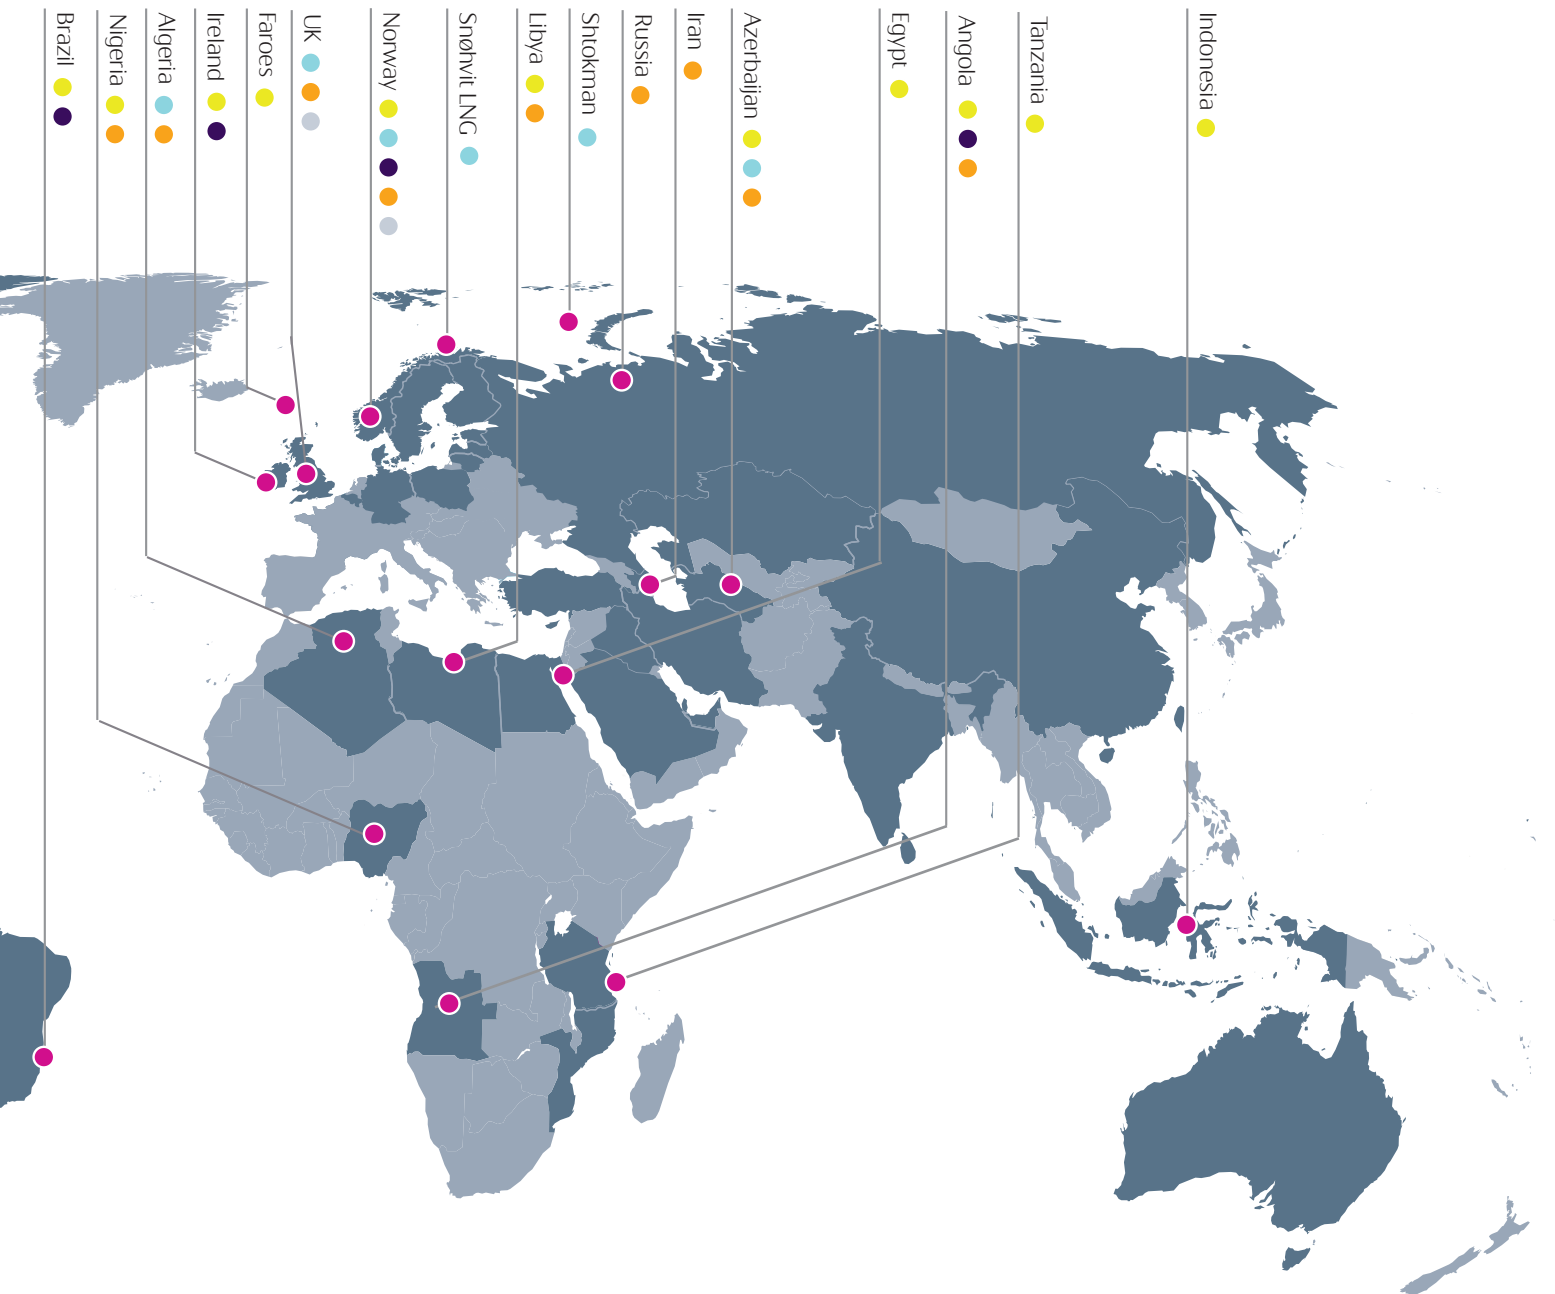 Brazil
Nigeria
Algeria
Ireland
Faroes
UK
Norway
Snøhvit LNG
Libya
Shtokman
Russia
Iran
Azerbaijan
Egypt
Angola
Tanzania
Indonesia